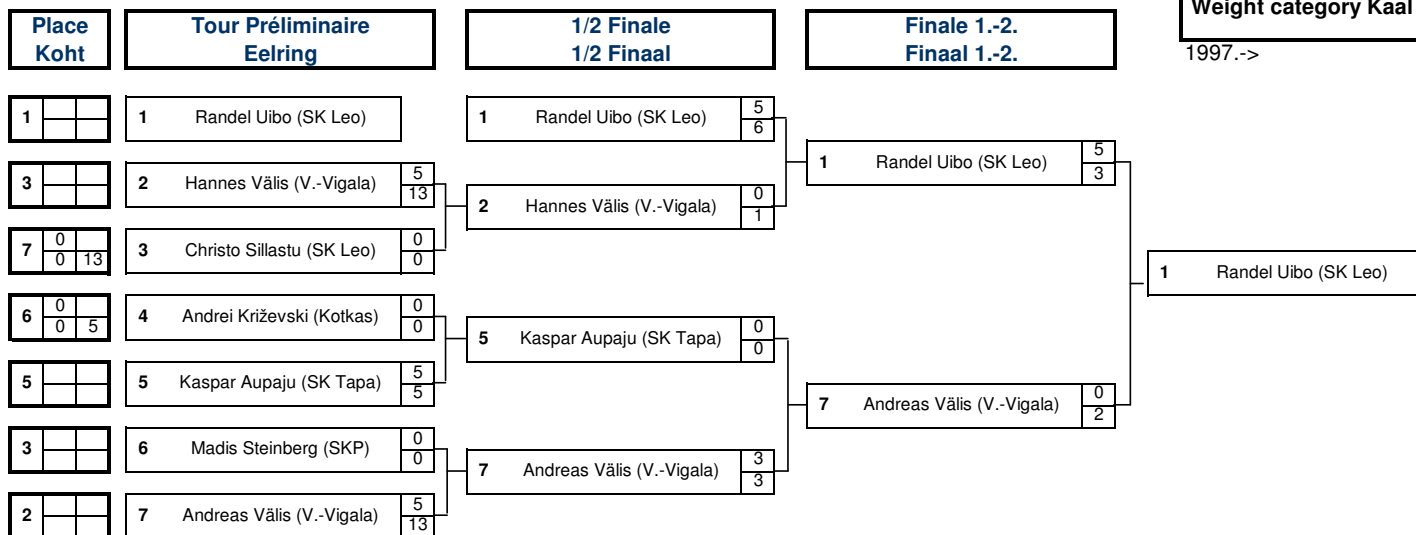 Place Tour Préliminaire 1/2 Finale Finale 1.-2. Weight category Kaal
Koht Eelring 1/2 Finaal Finaal 1.-2.
1997.->
1 1 Randel Uibo (SK Leo) 1 Randel Uibo (SK Leo) 5
6
1 Randel Uibo (SK Leo) 5
3
3 2 Hannes Välis (V.-Vigala) 5
13
2 Hannes Välis (V.-Vigala) 0
1
7 0
0 13
3 Christo Sillastu (SK Leo) 0
0
1 Randel Uibo (SK Leo)
6 0
0 5
4 Andrei Križevski (Kotkas) 0
0
5 Kaspar Aupaju (SK Tapa) 0
0
5 5 Kaspar Aupaju (SK Tapa) 5
5
7 Andreas Välis (V.-Vigala) 0
2
3 6 Madis Steinberg (SKP) 0
0
7 Andreas Välis (V.-Vigala) 3
3
2 7 Andreas Välis (V.-Vigala) 5
13